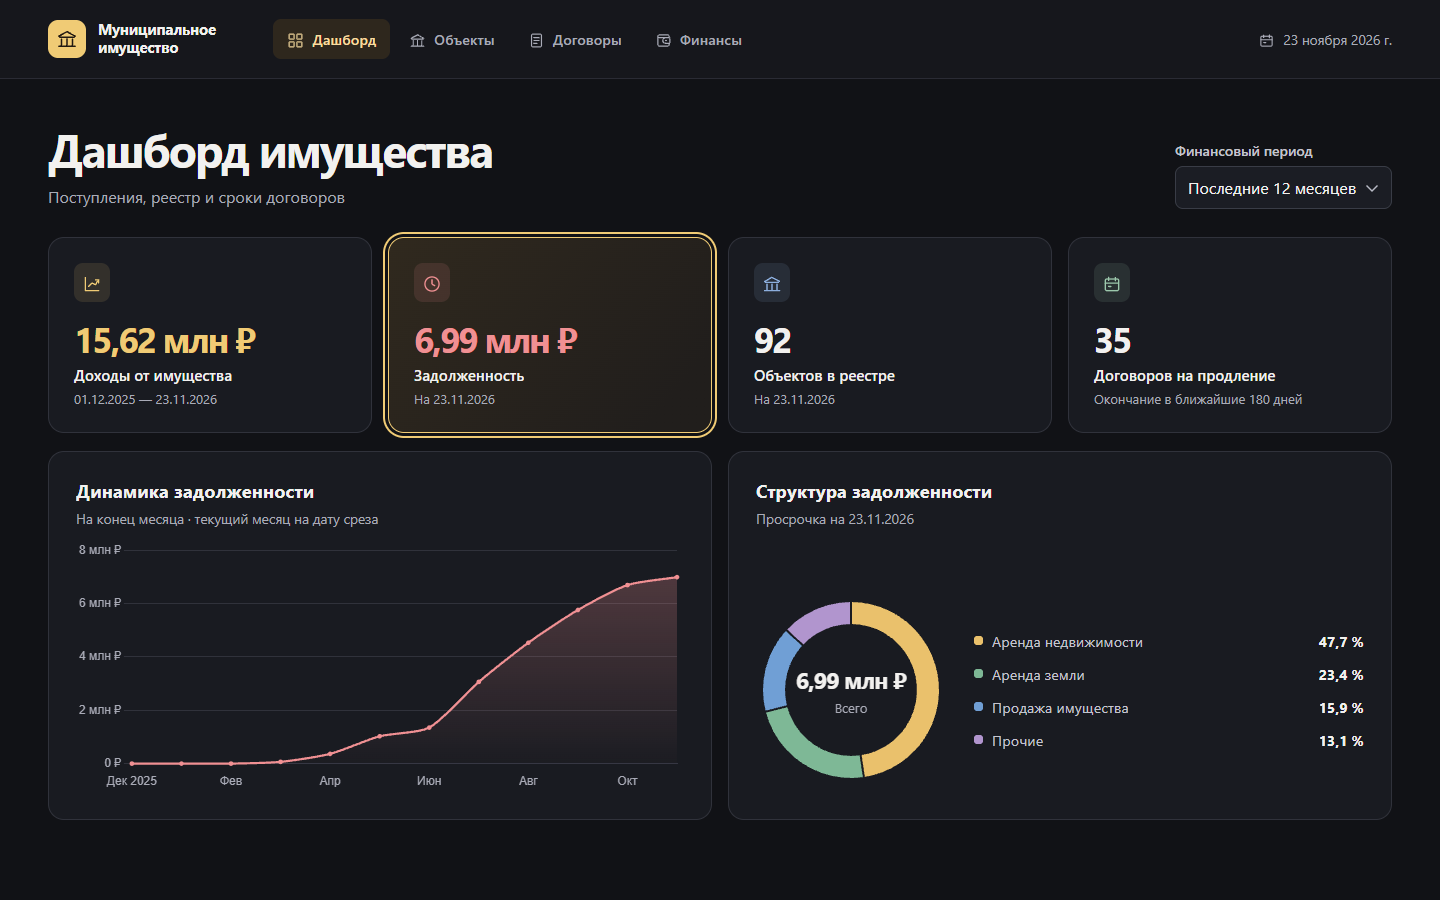 Муниципальное
имущество
Дашборд
Объекты
Договоры
Финансы
23 ноября 2026 г.
Дашборд имущества
Поступления, реестр и сроки договоров
Финансовый период
Последние 12 месяцев
15,62 млн ₽
Доходы от имущества
01.12.2025 — 23.11.2026
6,99 млн ₽
Задолженность
На 23.11.2026
92
Объектов в реестре
На 23.11.2026
35
Договоров на продление
Окончание в ближайшие 180 дней
Динамика задолженности
На конец месяца · текущий месяц на дату среза
8 млн ₽
6 млн ₽
4 млн ₽
2 млн ₽
0 ₽
Дек 2025
Фев
Апр
Июн
Авг
Окт
Структура задолженности
Просрочка на 23.11.2026
6,99 млн ₽
Всего
Аренда недвижимости 47,7 %
Аренда земли 23,4 %
Продажа имущества 15,9 %
Прочие 13,1 %